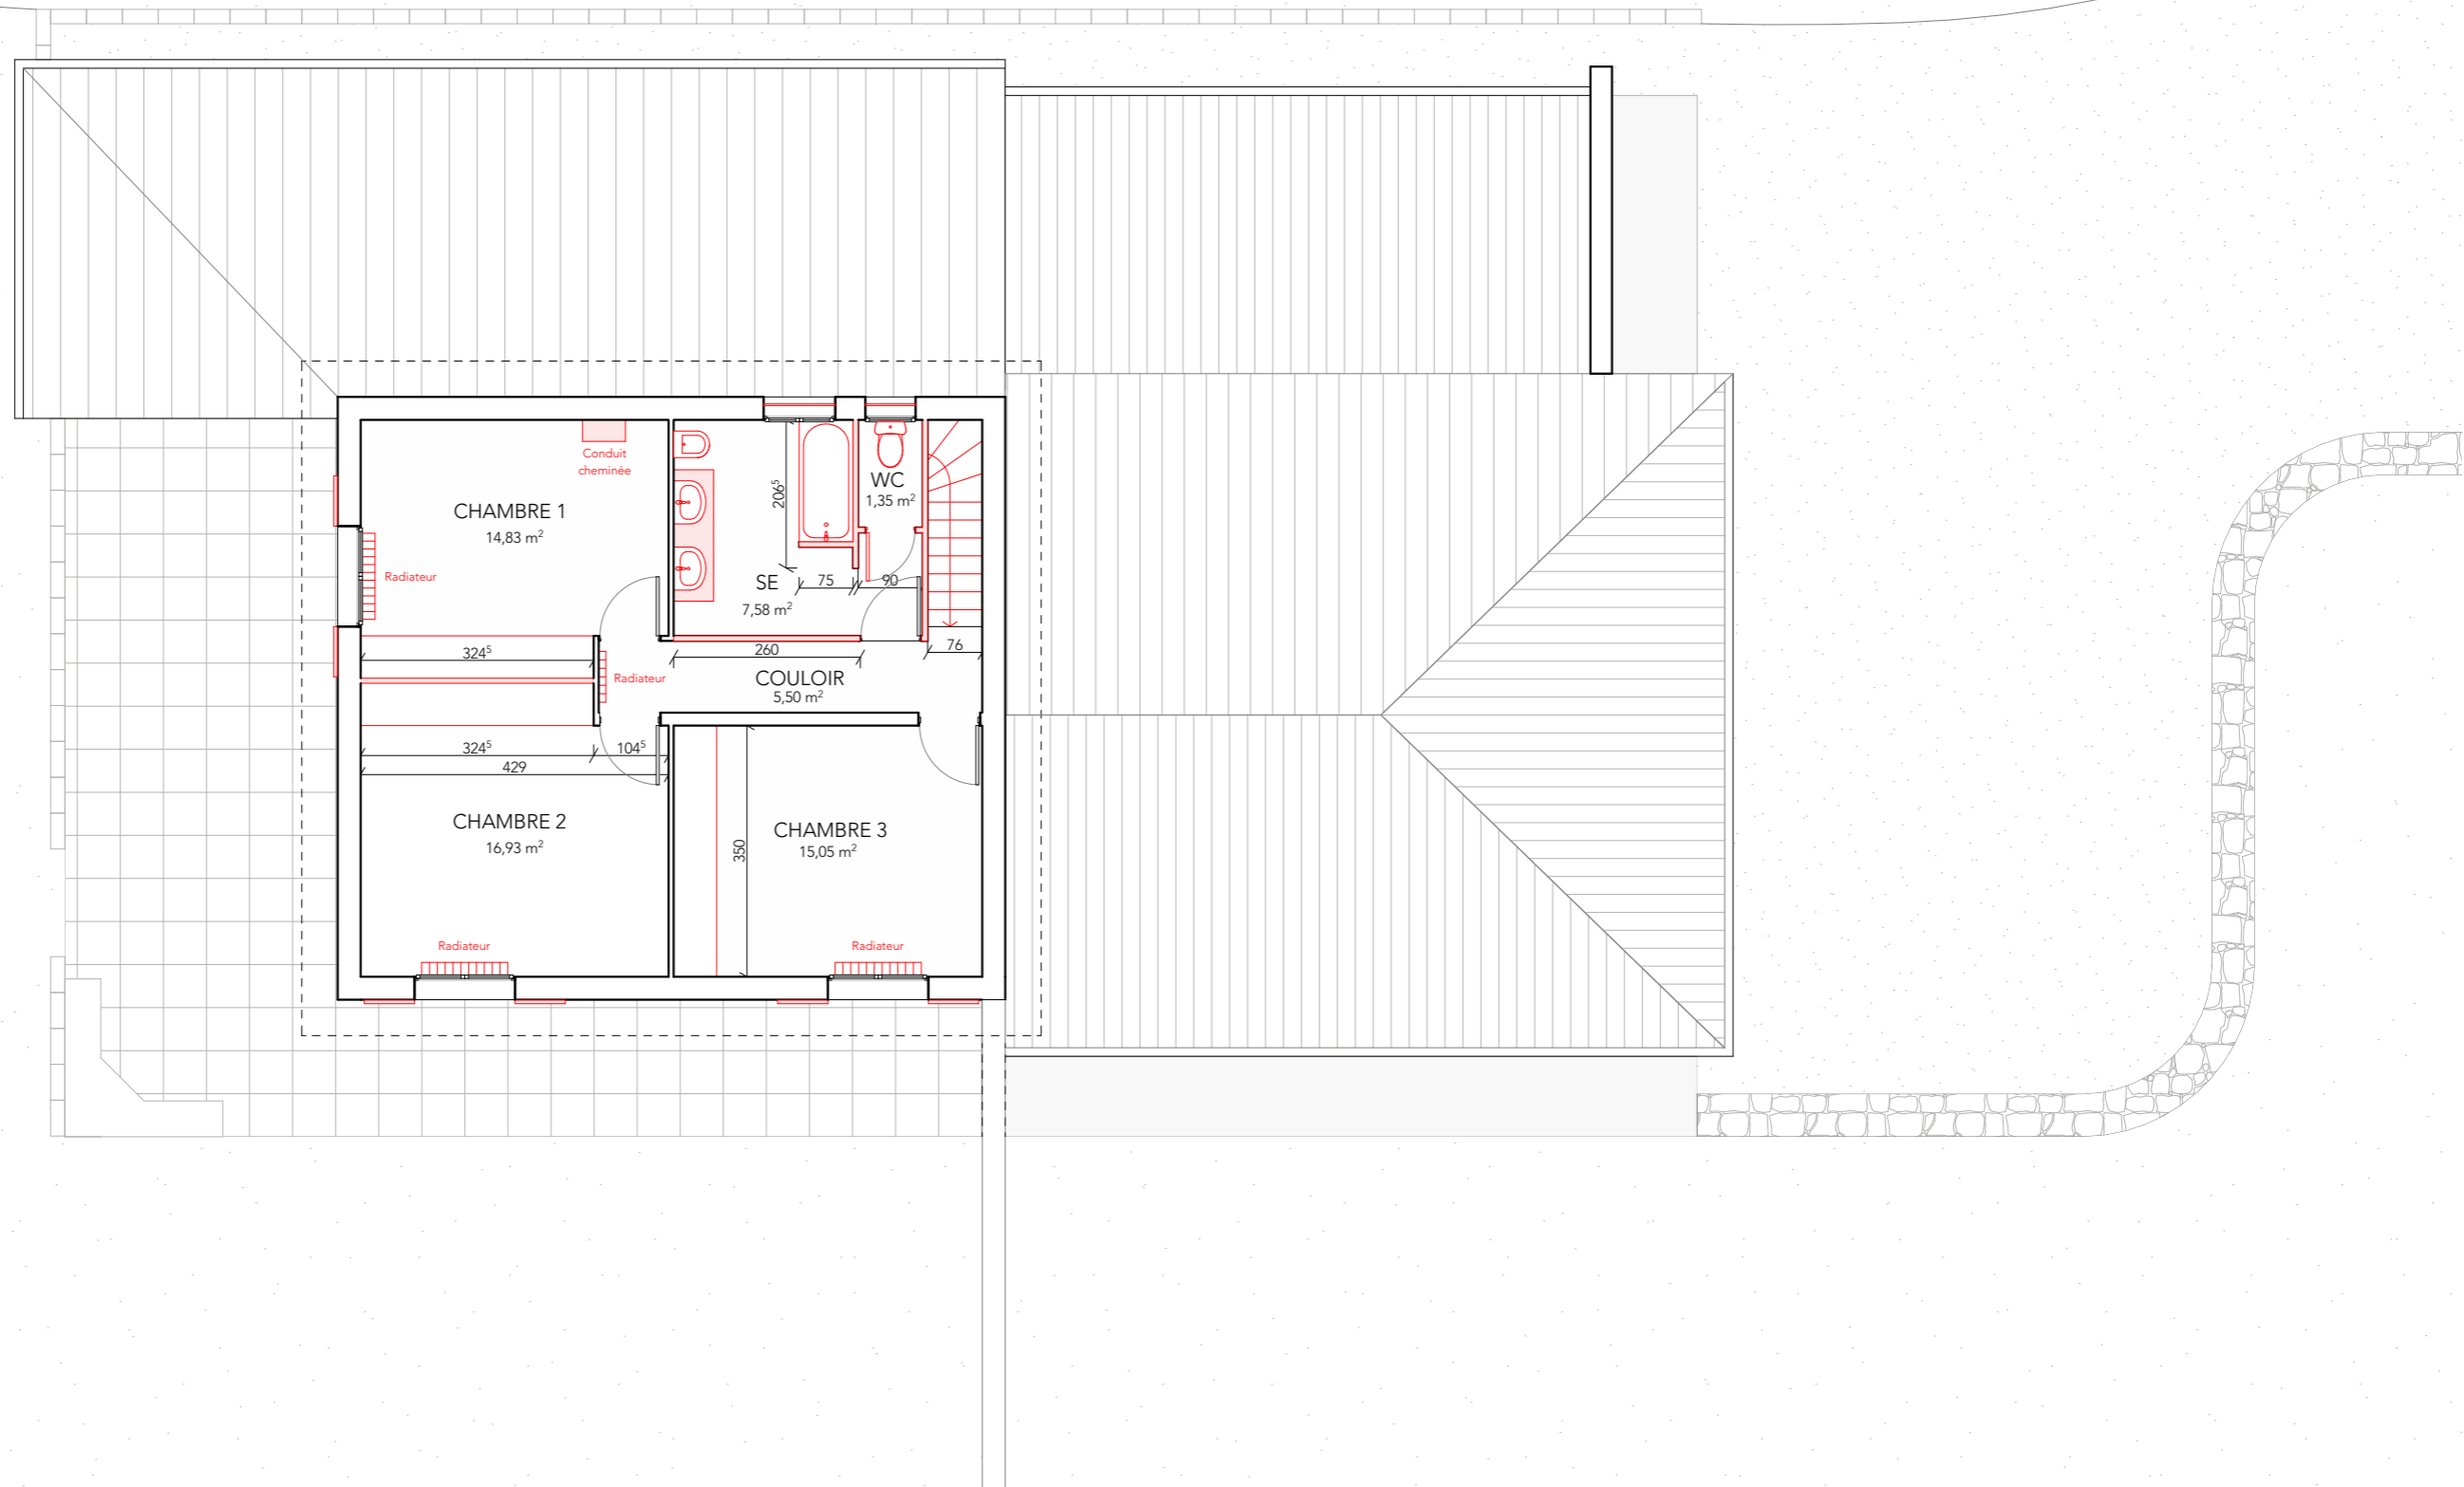 Conduit
cheminée
CHAMBRE 1
14,83 m²
Radiateur
206⁵
WC
1,35 m²
75
90
SE
7,58 m²
324⁵
260
76
Radiateur
COULOIR
5,50 m²
324⁵
104⁵
429
CHAMBRE 2
16,93 m²
350
CHAMBRE 3
15,05 m²
Radiateur
Radiateur